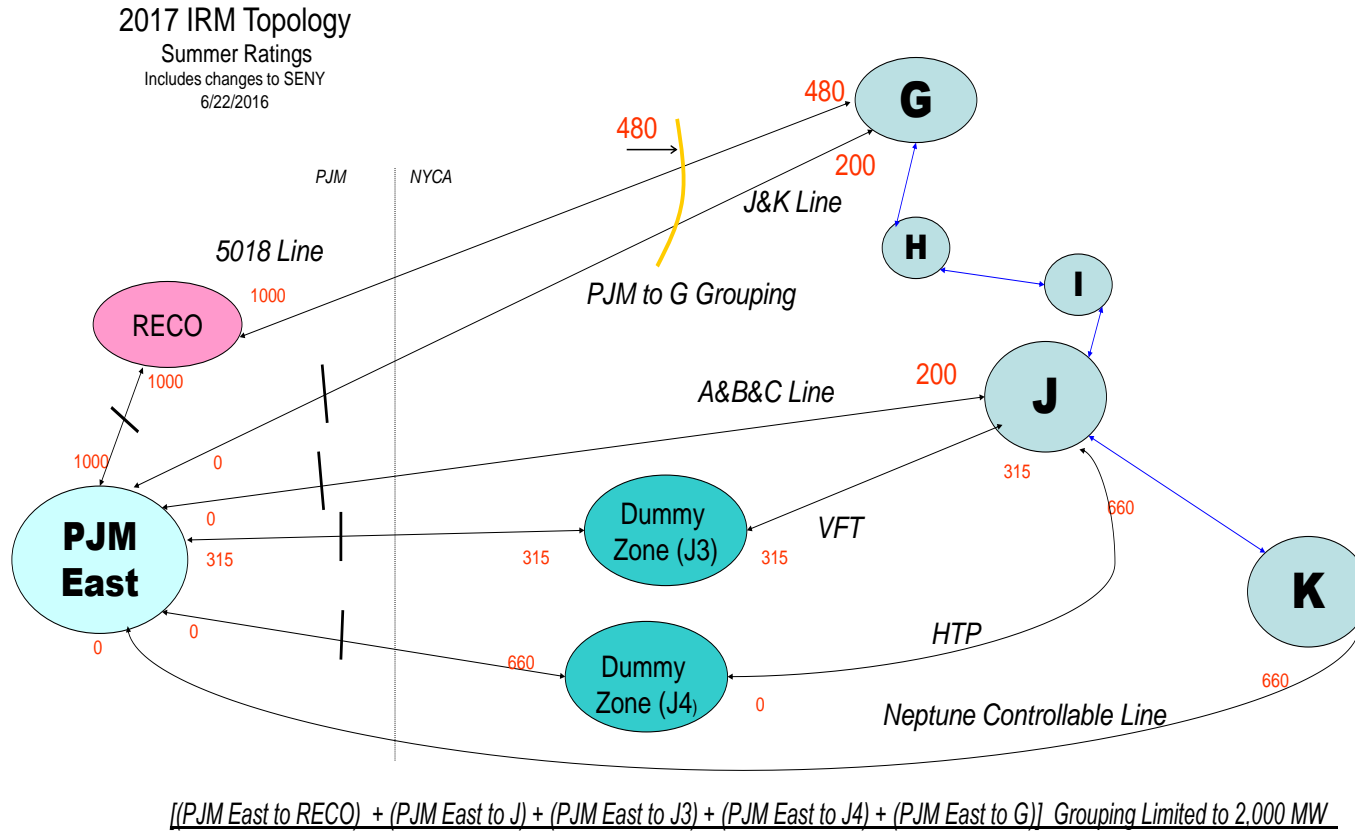 2017 IRM Topology
Summer Ratings
Includes changes to SENY
6/22/2016
480
G
480
200
PJM
NYCA
J&K Line
5018 Line
H
I
1000
PJM to G Grouping
RECO
1000
A&B&C Line
200
J
1000
0
0
315
315
Dummy
Zone (J3)
315
VFT
315
660
PJM
East
K
0
0
660
Dummy
Zone (J4)
0
HTP
660
Neptune Controllable Line
[(PJM East to RECO) + (PJM East to J) + (PJM East to J3) + (PJM East to J4) + (PJM East to G)] Grouping Limited to 2,000 MW